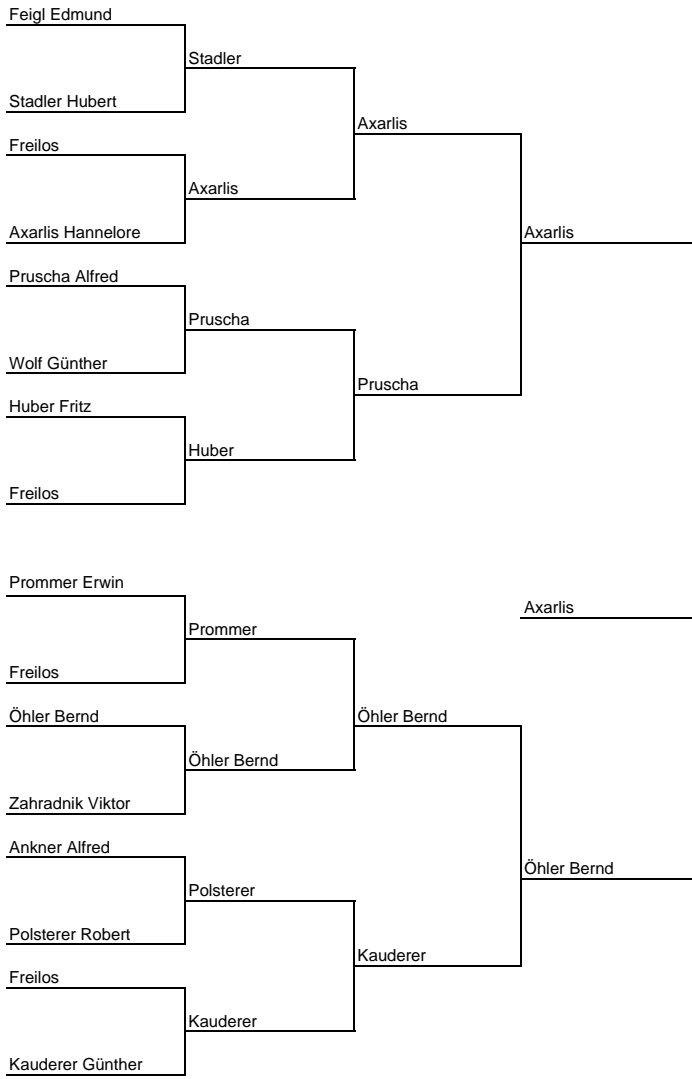 Feigl Edmund
Stadler
Stadler Hubert
Axarlis
Freilos
Axarlis
Axarlis Hannelore
Axarlis
Pruscha Alfred
Pruscha
Wolf Günther
Pruscha
Huber Fritz
Huber
Freilos
Prommer Erwin
Axarlis
Prommer
Freilos
Öhler Bernd
Öhler Bernd
Öhler Bernd
Zahradnik Viktor
Ankner Alfred
Öhler Bernd
Polsterer
Polsterer Robert
Kauderer
Freilos
Kauderer
Kauderer Günther